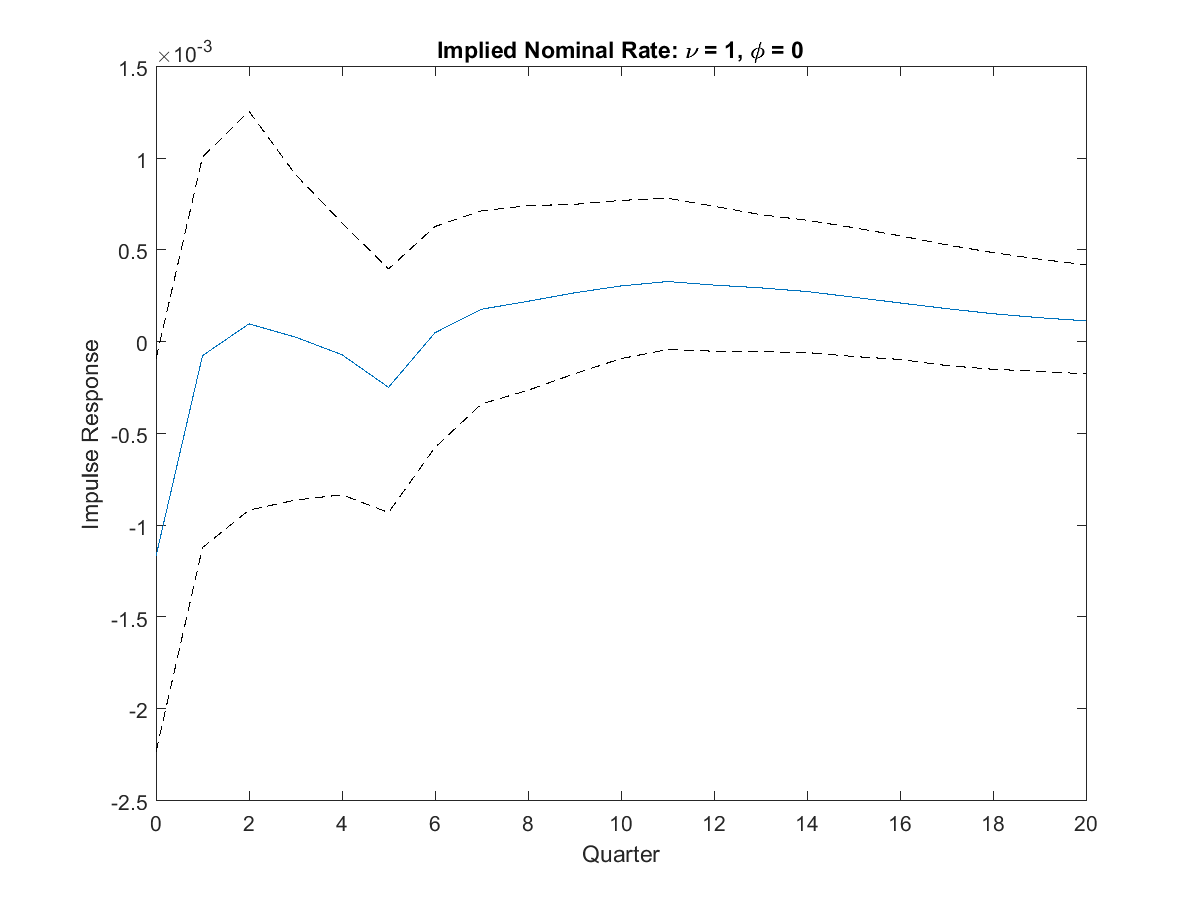 Implied Nominal Rate: ν = 1, ϕ = 0
×10-3
1.5
1
0.5
0
-0.5
-1
-1.5
-2
-2.5
Impulse Response
0 2 4 6 8 10 12 14 16 18 20
Quarter